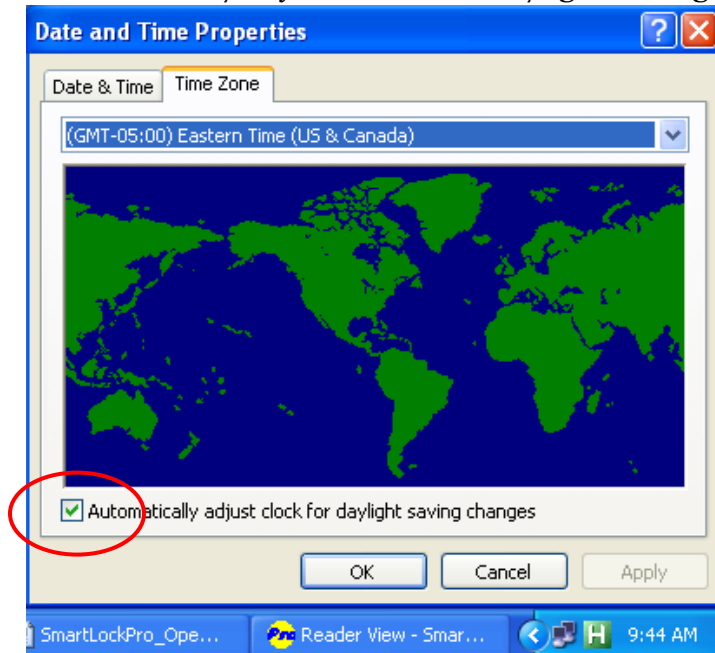 Date and Time Properties
Date & Time Time Zone
(GMT-05:00) Eastern Time (US & Canada)
Automatically adjust clock for daylight saving changes
OK Cancel Apply
SmartLockPro_Ope... Pro Reader View - Smar... H 9:44 AM